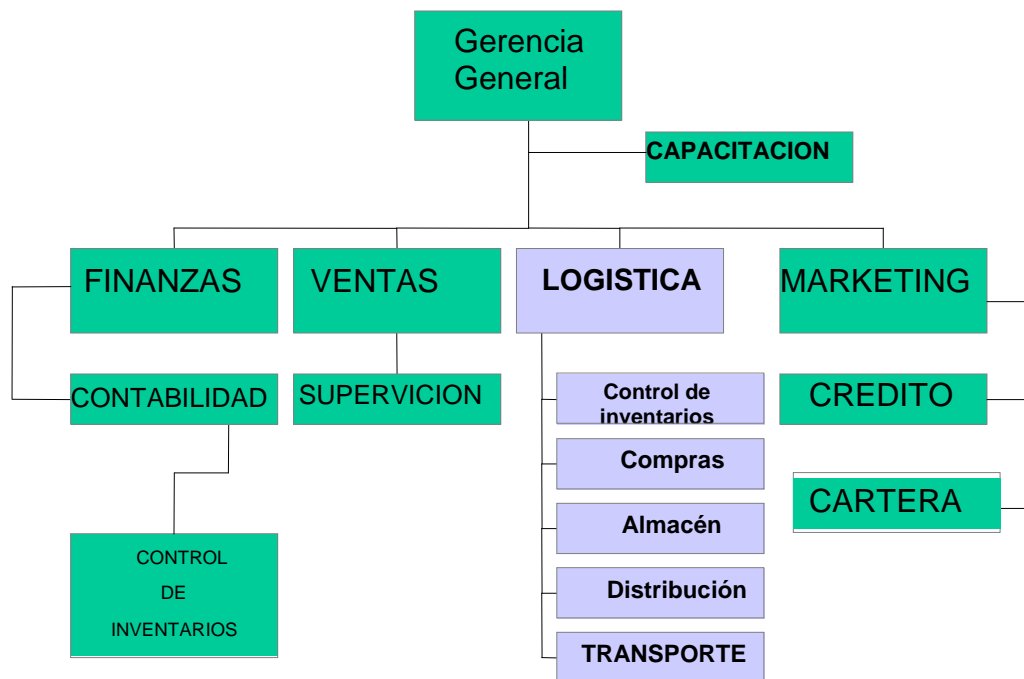 Gerencia
General
CAPACITACION
FINANZAS
VENTAS
LOGISTICA
MARKETING
CONTABILIDAD
SUPERVICION
Control de
inventarios
CREDITO
Compras
CARTERA
Almacén
CONTROL
DE
INVENTARIOS
Distribución
TRANSPORTE